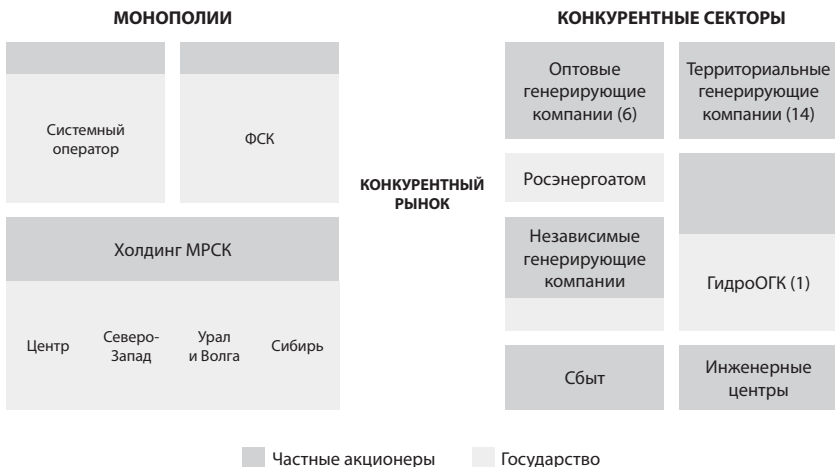 МОНОПОЛИИ
Системный
оператор
ФСК
Холдинг МРСК
Центр
Северо-
Запад
Урал
и Волга
Сибирь
КОНКУРЕНТНЫЙ
РЫНОК
КОНКУРЕНТНЫЕ СЕКТОРЫ
Оптовые
генерирующие
компании (6)
Территориальные
генерирующие
компании (14)
Росэнергоатом
Независимые
генерирующие
компании
ГидроОГК (1)
Сбыт
Инженерные
центры
Частные акционеры
Государство